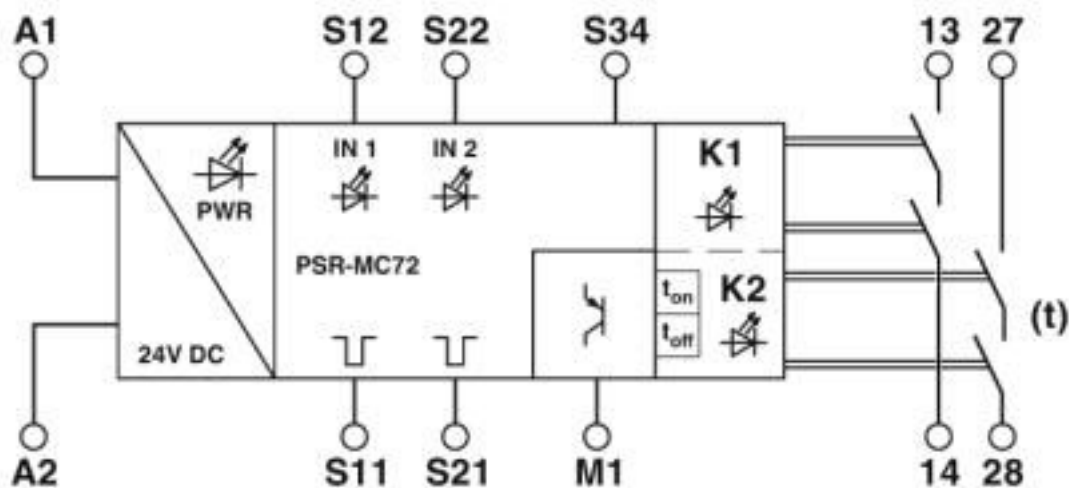 A1 S12 S22 S34 13 27
IN 1 IN 2 K1
PWR
PSR-MC72
t_on K2
(t)
t_off
24V DC
A2 S11 S21 M1 14 28